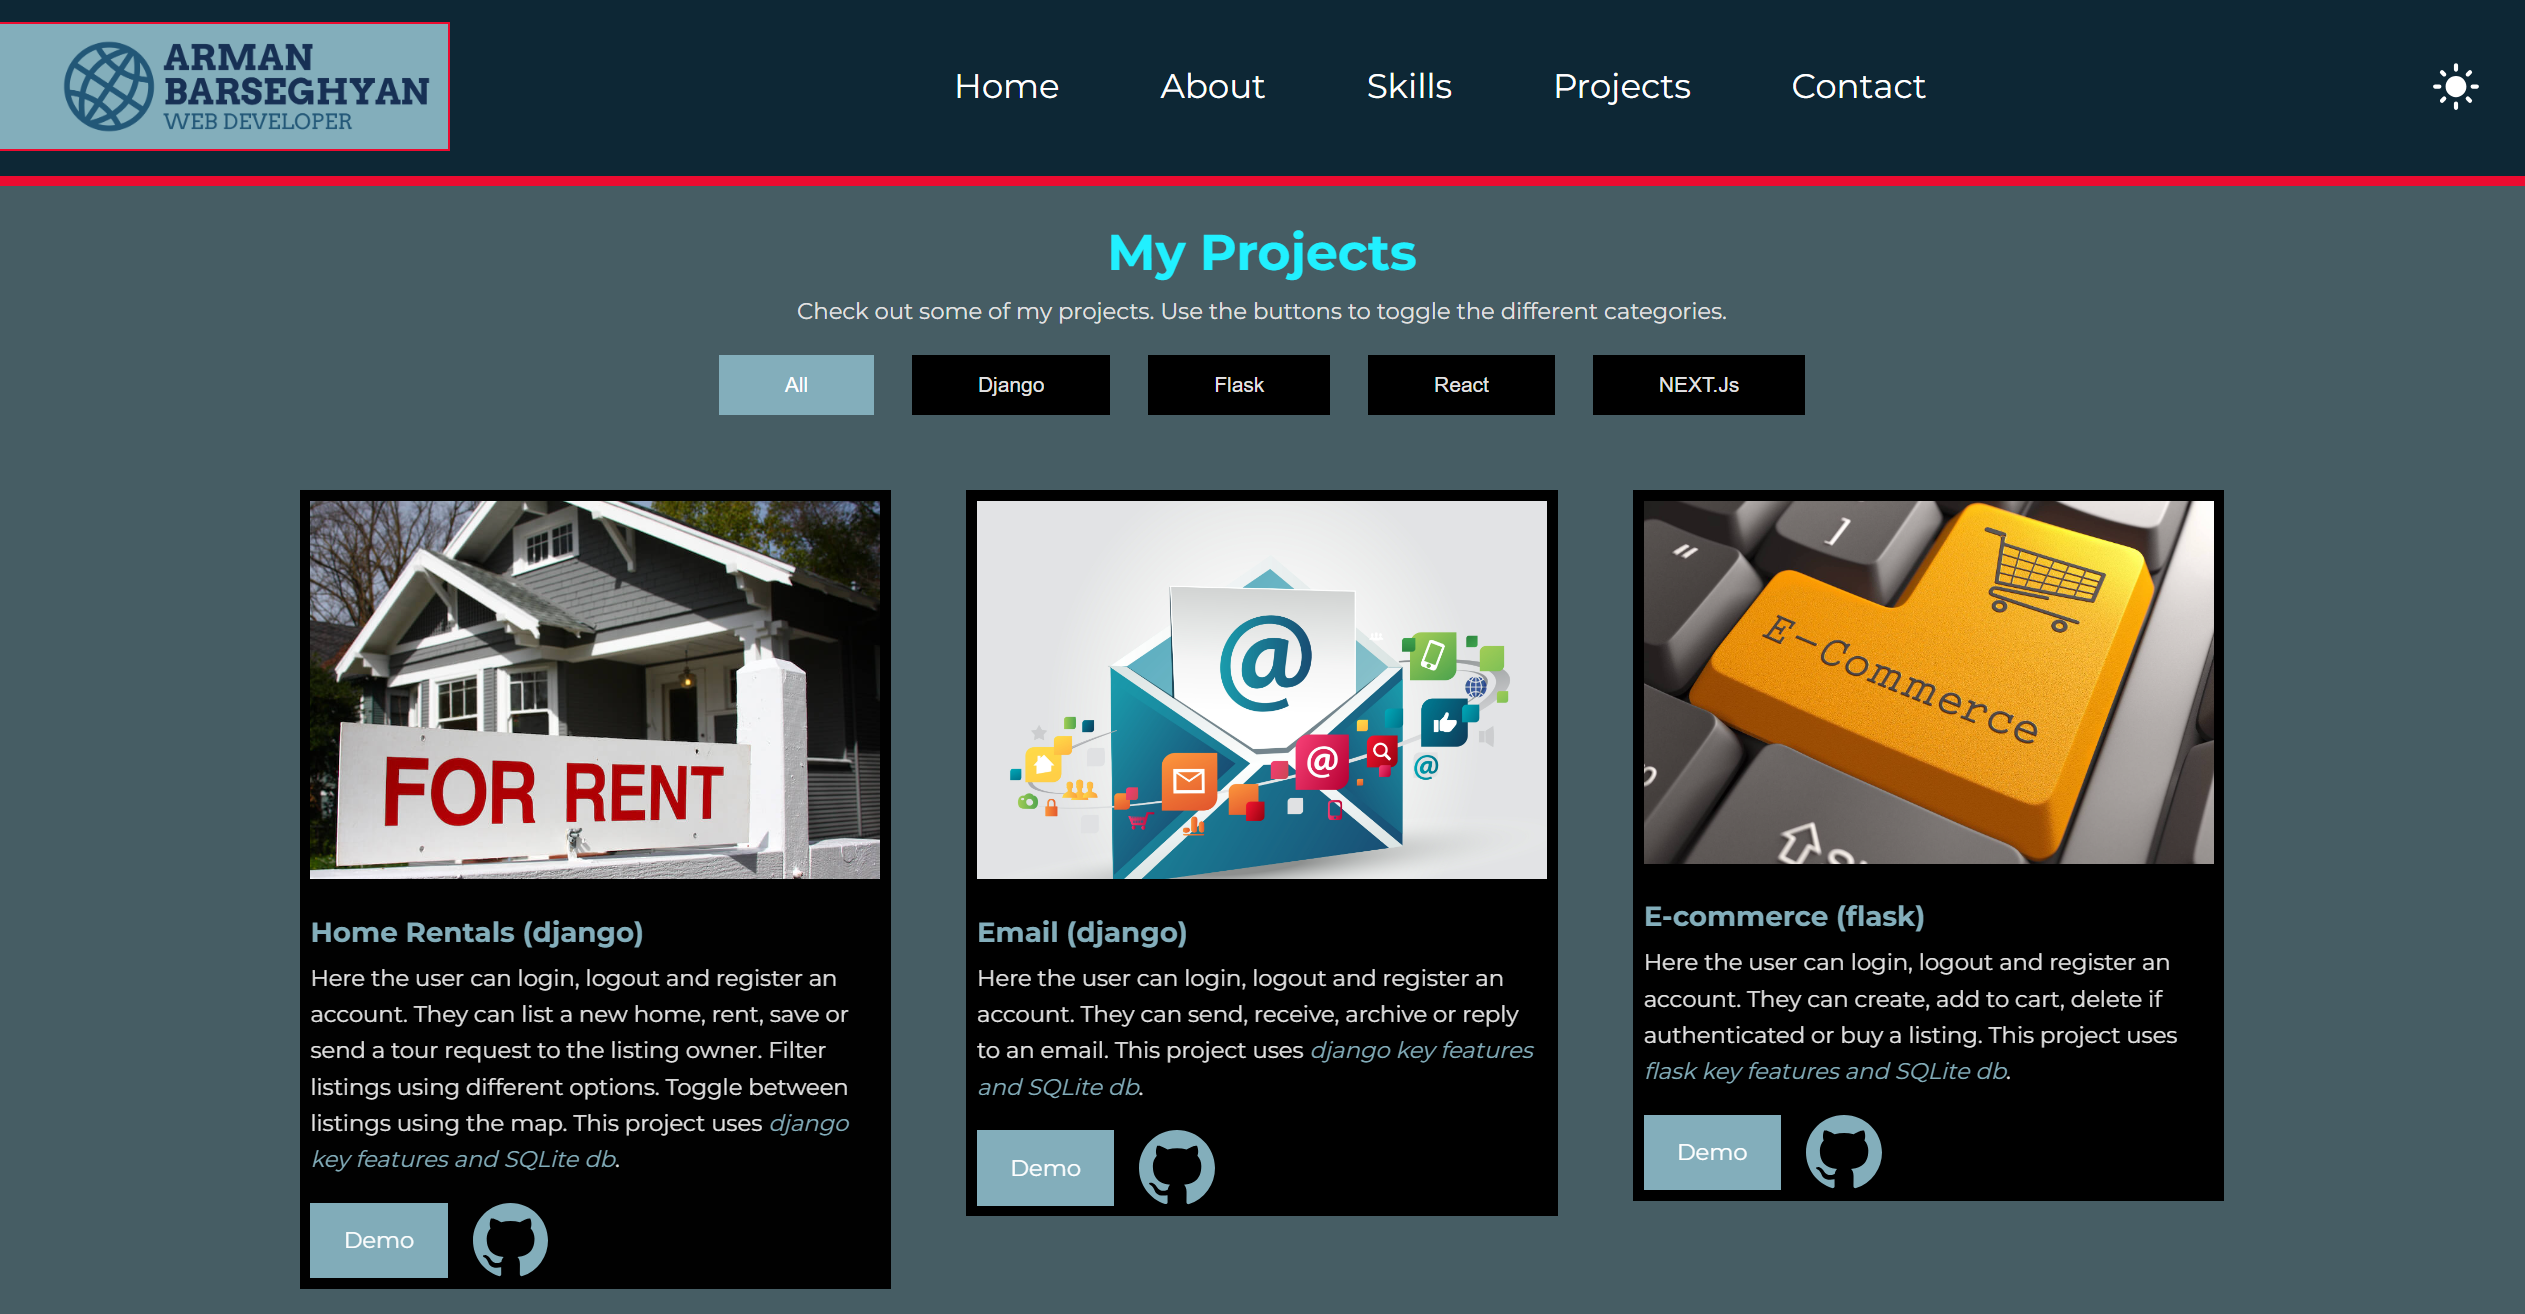 ARMAN
BARSEGHYAN
WEB DEVELOPER
Home
About
Skills
Projects
Contact
My Projects
Check out some of my projects. Use the buttons to toggle the different categories.
All
Django
Flask
React
NEXT.Js
FOR RENT
Home Rentals (django)
Here the user can login, logout and register an
account. They can list a new home, rent, save or
send a tour request to the listing owner. Filter
listings using different options. Toggle between
listings using the map. This project uses django
key features and SQLite db.
Demo
@
@
@
Email (django)
Here the user can login, logout and register an
account. They can send, receive, archive or reply
to an email. This project uses django key features
and SQLite db.
Demo
"
]
E-Commerce
E-commerce (flask)
Here the user can login, logout and register an
account. They can create, add to cart, delete if
authenticated or buy a listing. This project uses
flask key features and SQLite db.
Demo